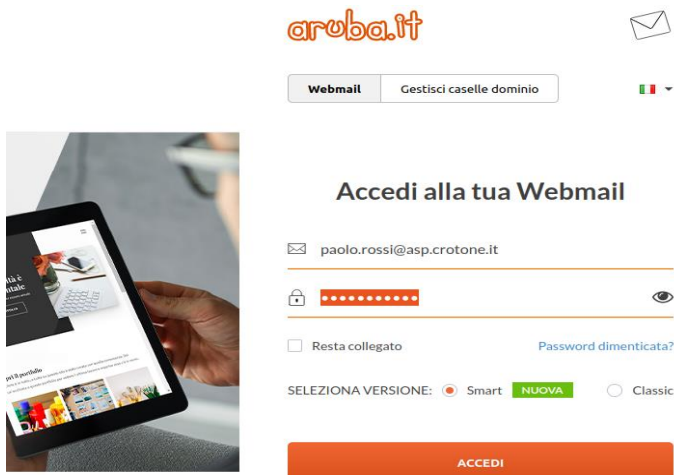 aruba.it
Webmail Gestisci caselle dominio
Accedi alla tua Webmail
paolo.rossi@asp.crotone.it
Resta collegato Password dimenticata?
SELEZIONA VERSIONE: Smart NUOVA Classic
ACCEDI